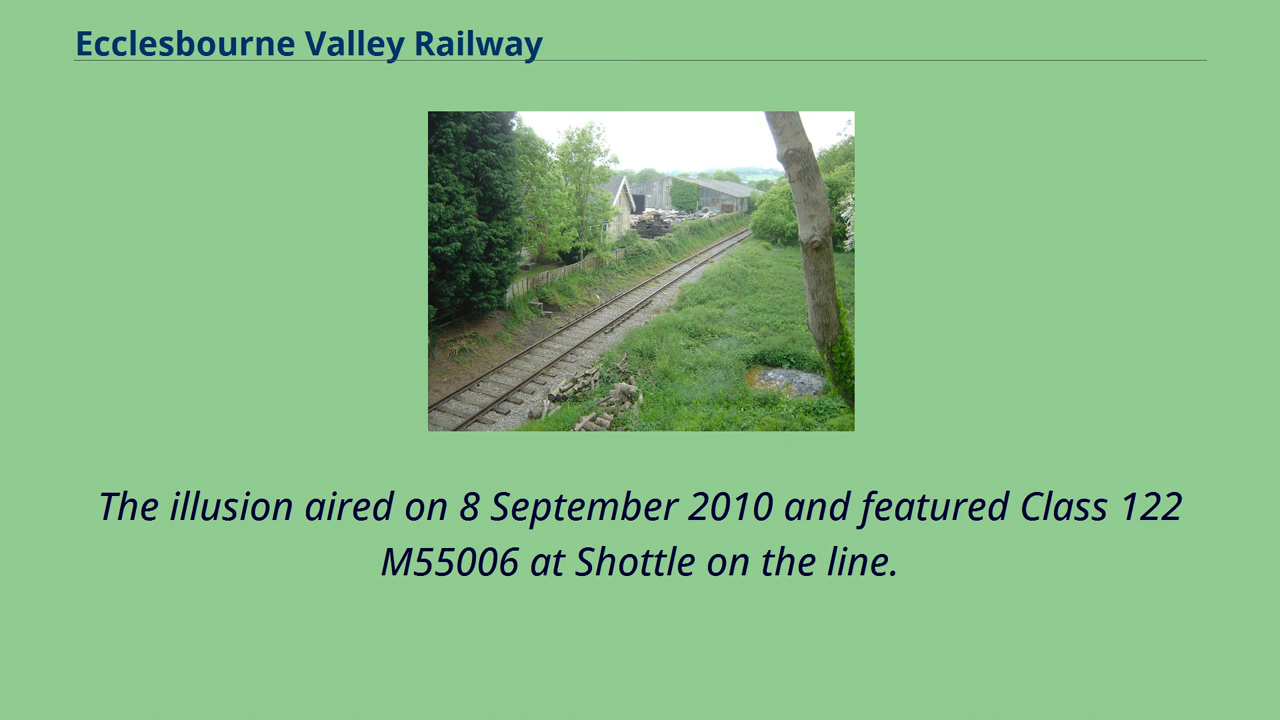 Ecclesbourne Valley Railway
The illusion aired on 8 September 2010 and featured Class 122
M55006 at Shottle on the line.